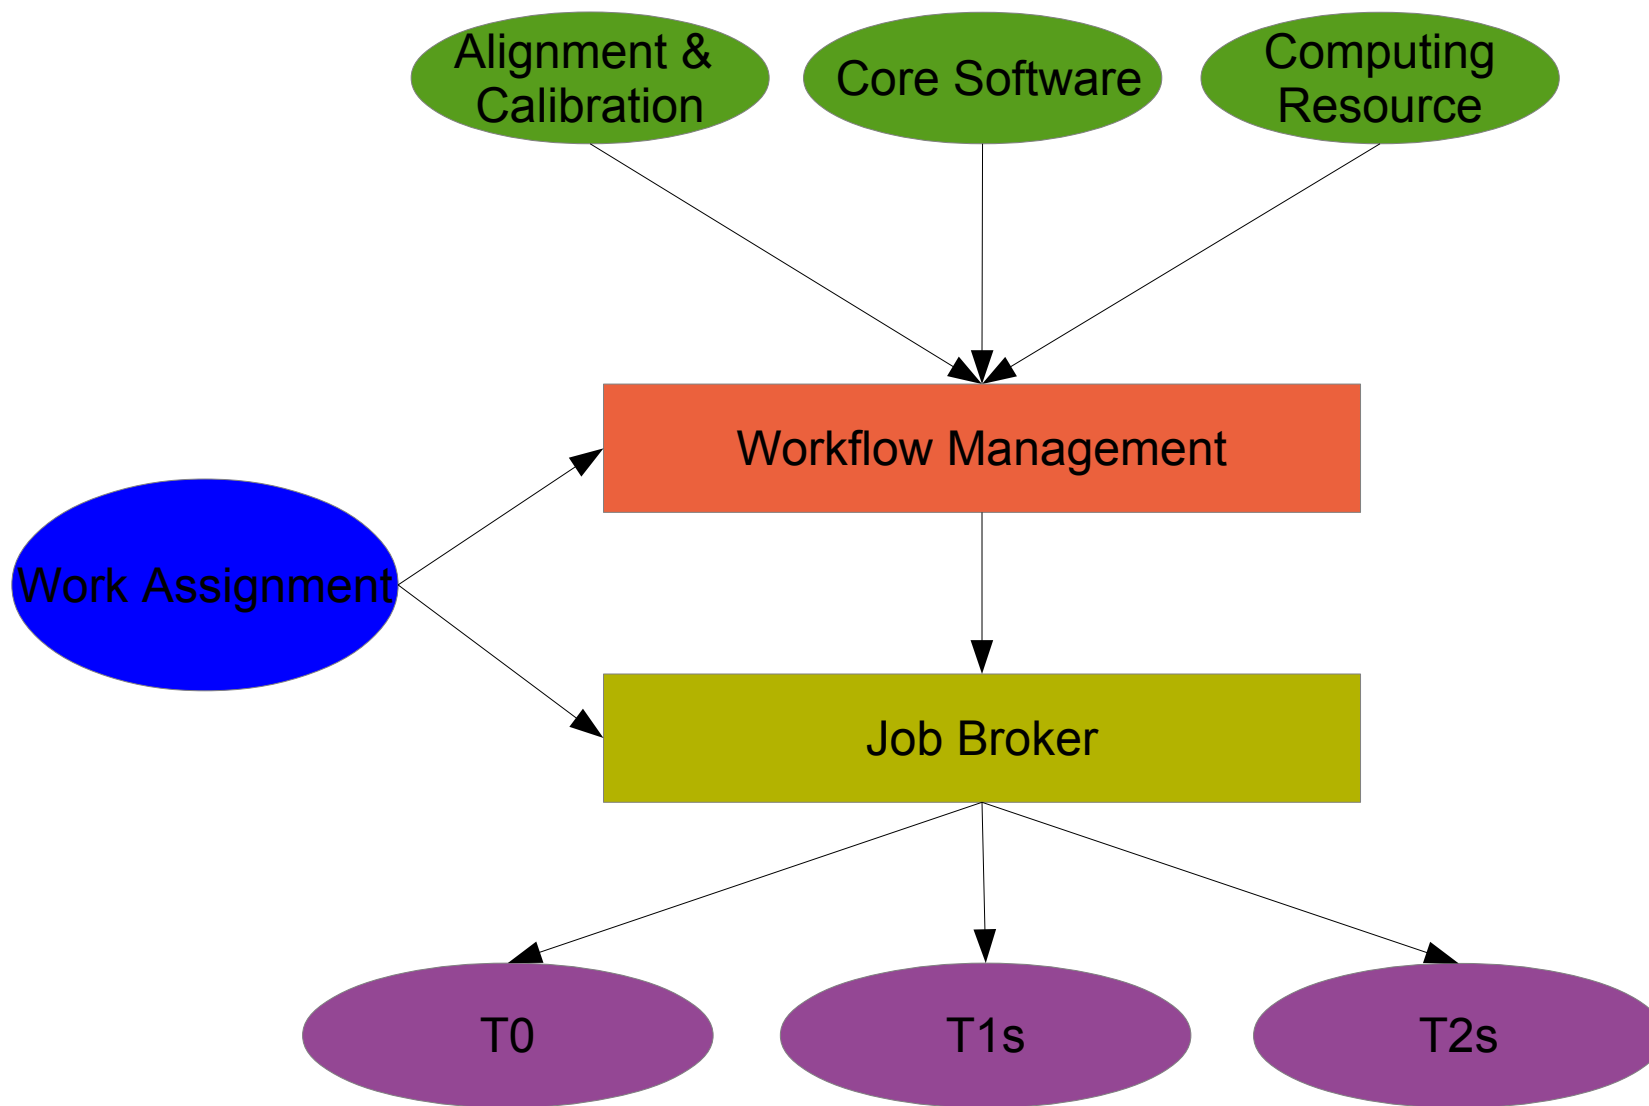 Alignment &
Calibration
Core Software
Computing
Resource
Workflow Management
Work Assignment
Job Broker
T0
T1s
T2s